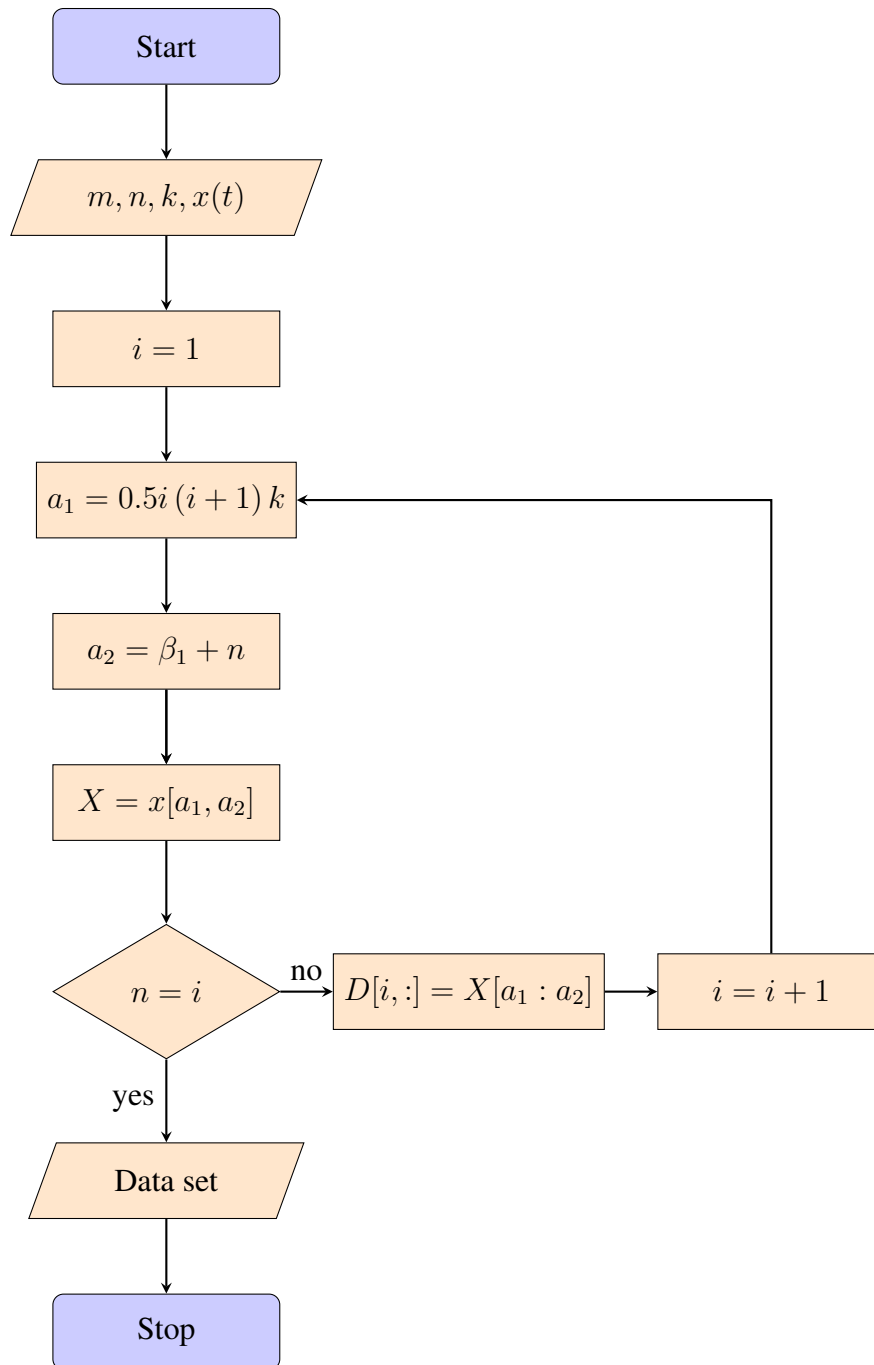 Start
m, n, k, x(t)
i = 1
a₁ = 0.5i (i + 1) k
a₂ = β₁ + n
X = x[a₁, a₂]
n = i
no
D[i, :] = X[a₁ : a₂]
i = i + 1
yes
Data set
Stop